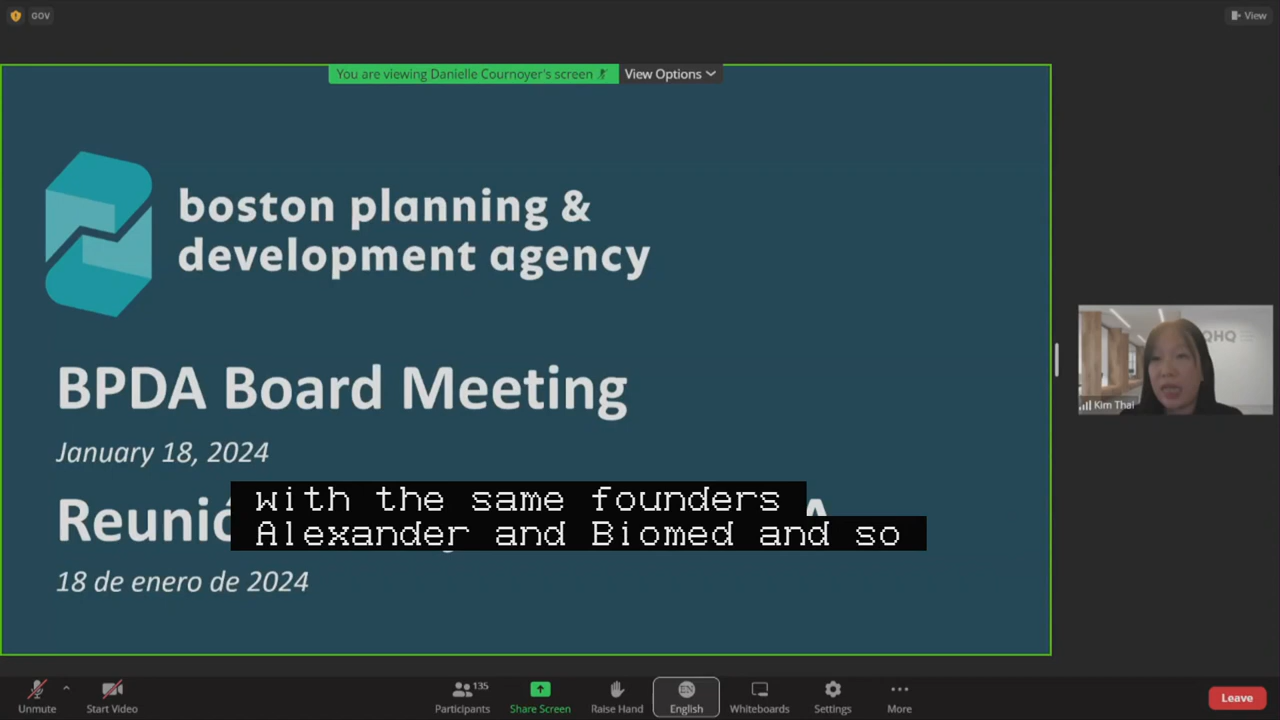 GOV
View
You are viewing Danielle Cournoyer's screen
View Options
boston planning &
development agency
BPDA Board Meeting
January 18, 2024
with the same founders
Alexander and Biomed and so
18 de enero de 2024
QHQ
Kim Thai
Unmute
Start Video
Participants
135
Share Screen
Raise Hand
EN
English
Whiteboards
Settings
More
Leave